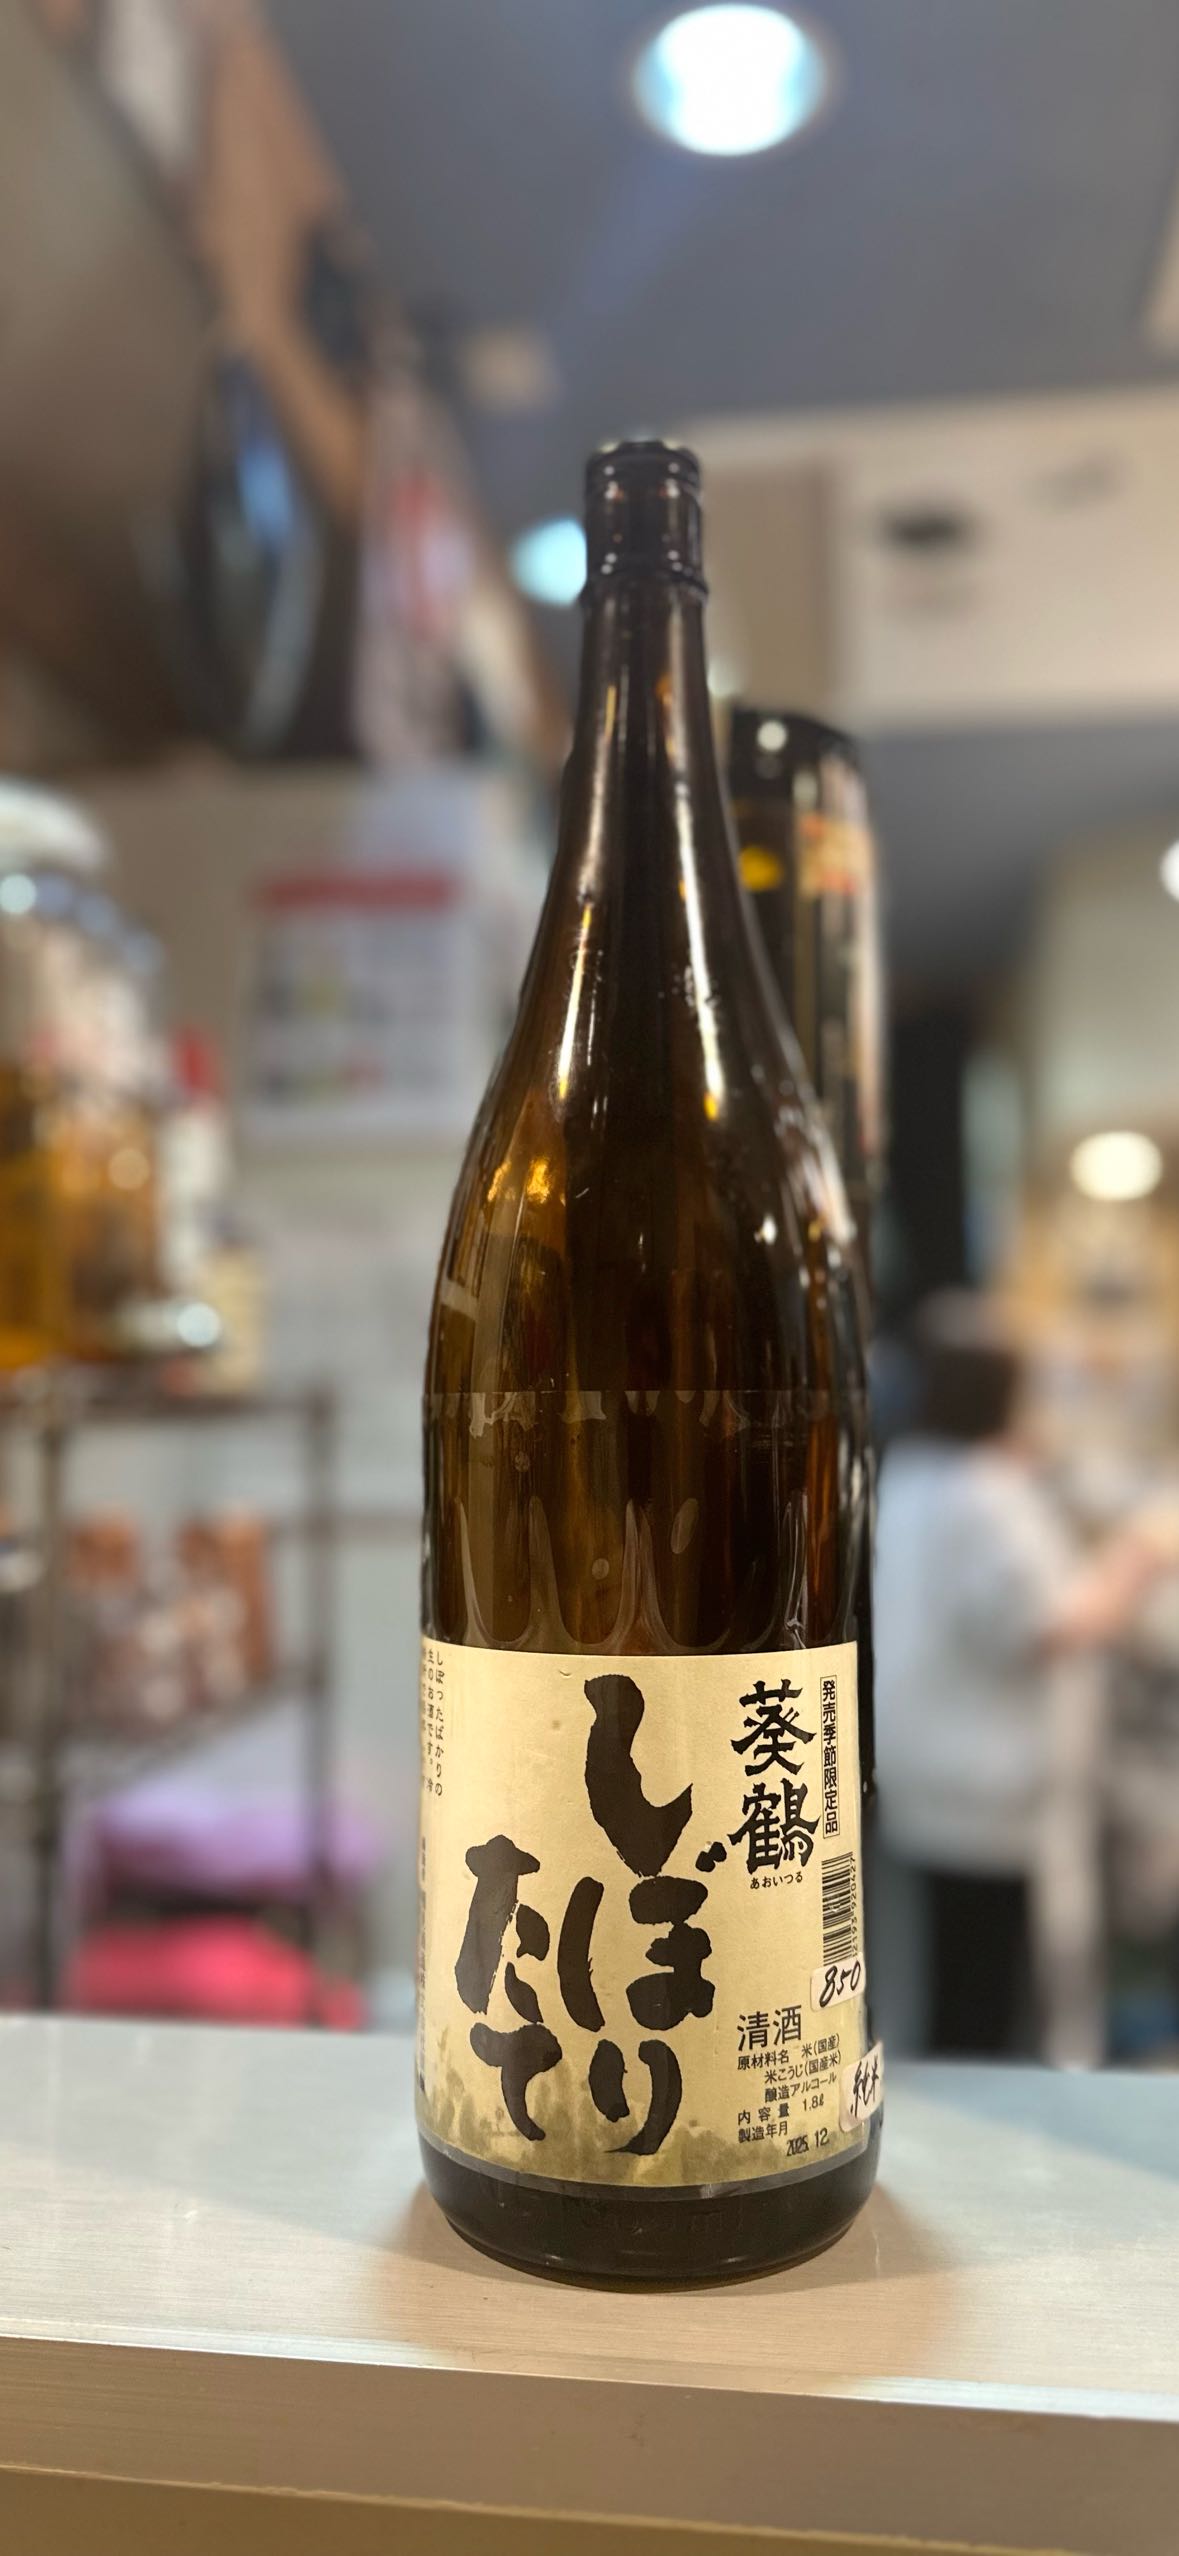 発売季節限定品
葵鶴
あおいつる
しぼり
たて
850
清酒
原材料名 米(国産)
米こうじ(国産米)
醸造アルコール
内容量 1.8ℓ
製造年月
2025.12
純米
しぼったばかりの
生のお酒です。冷